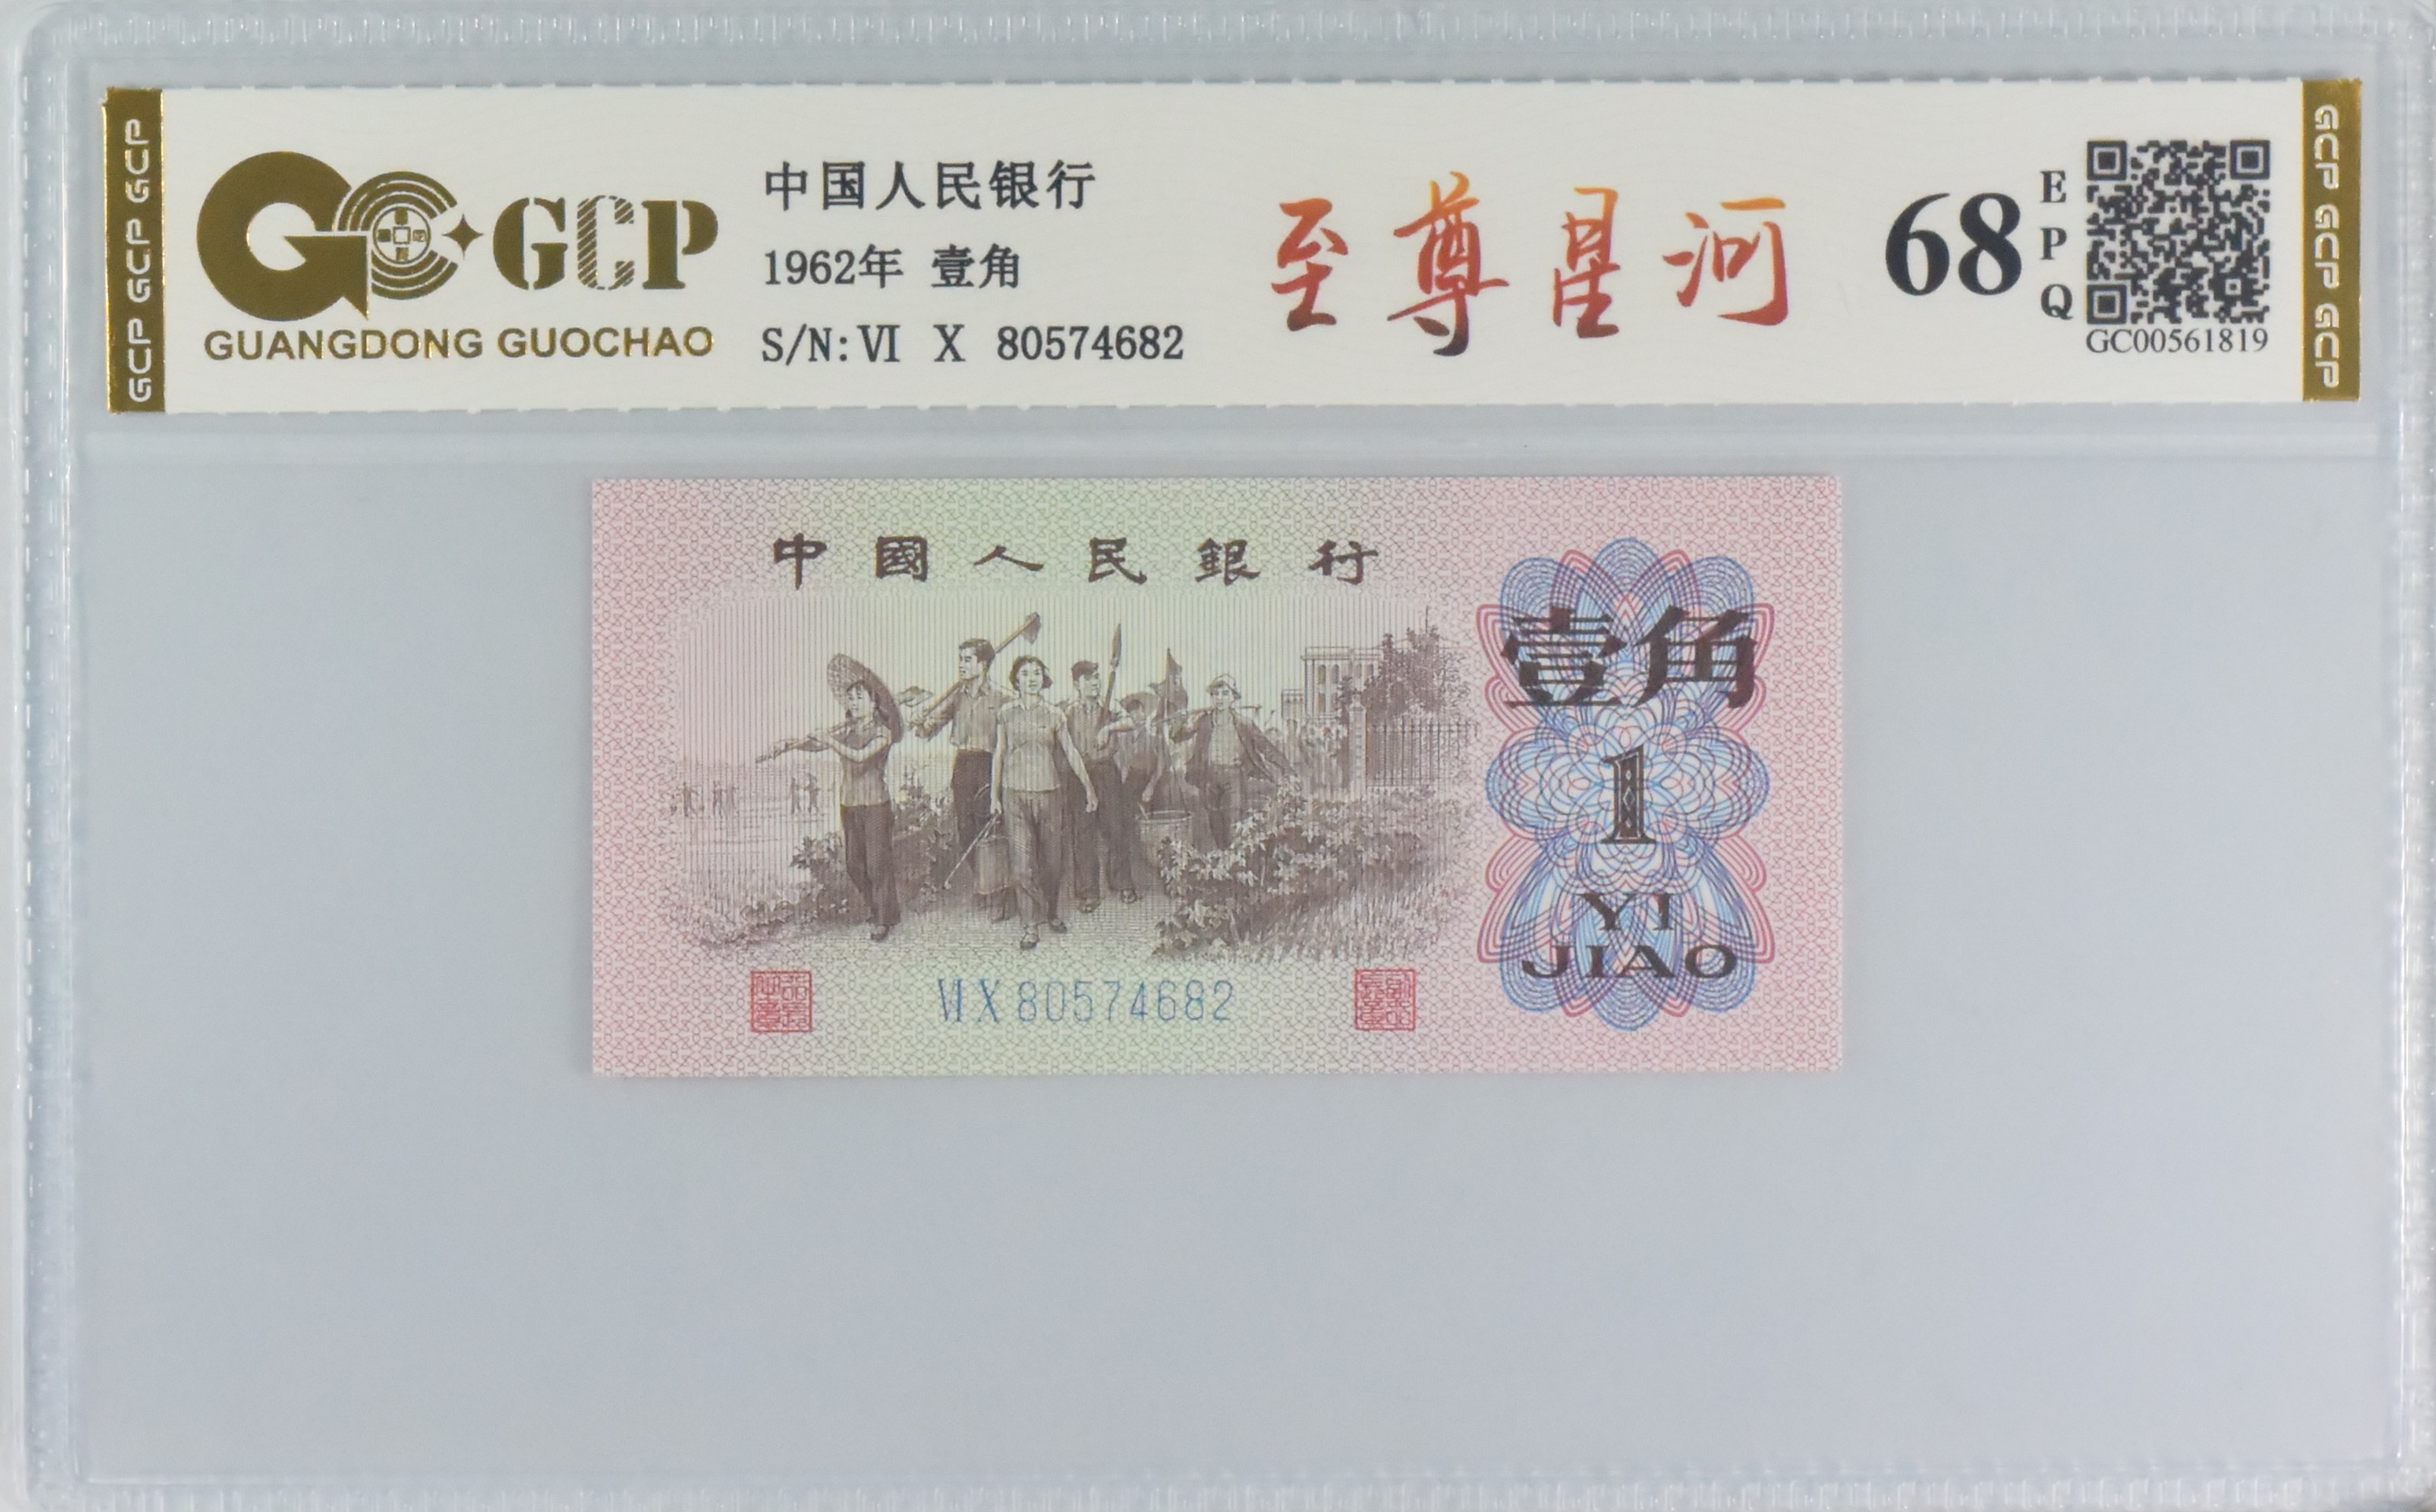 GCP GCP GCP
GCP
GUANGDONG GUOCHAO
中国人民银行
1962年 壹角
S/N:Ⅵ X 80574682
至尊星河
68
EPQ
GC00561819
GCP GCP GCP
中國人民銀行
壹角
1
YI
JIAO
ⅥX80574682